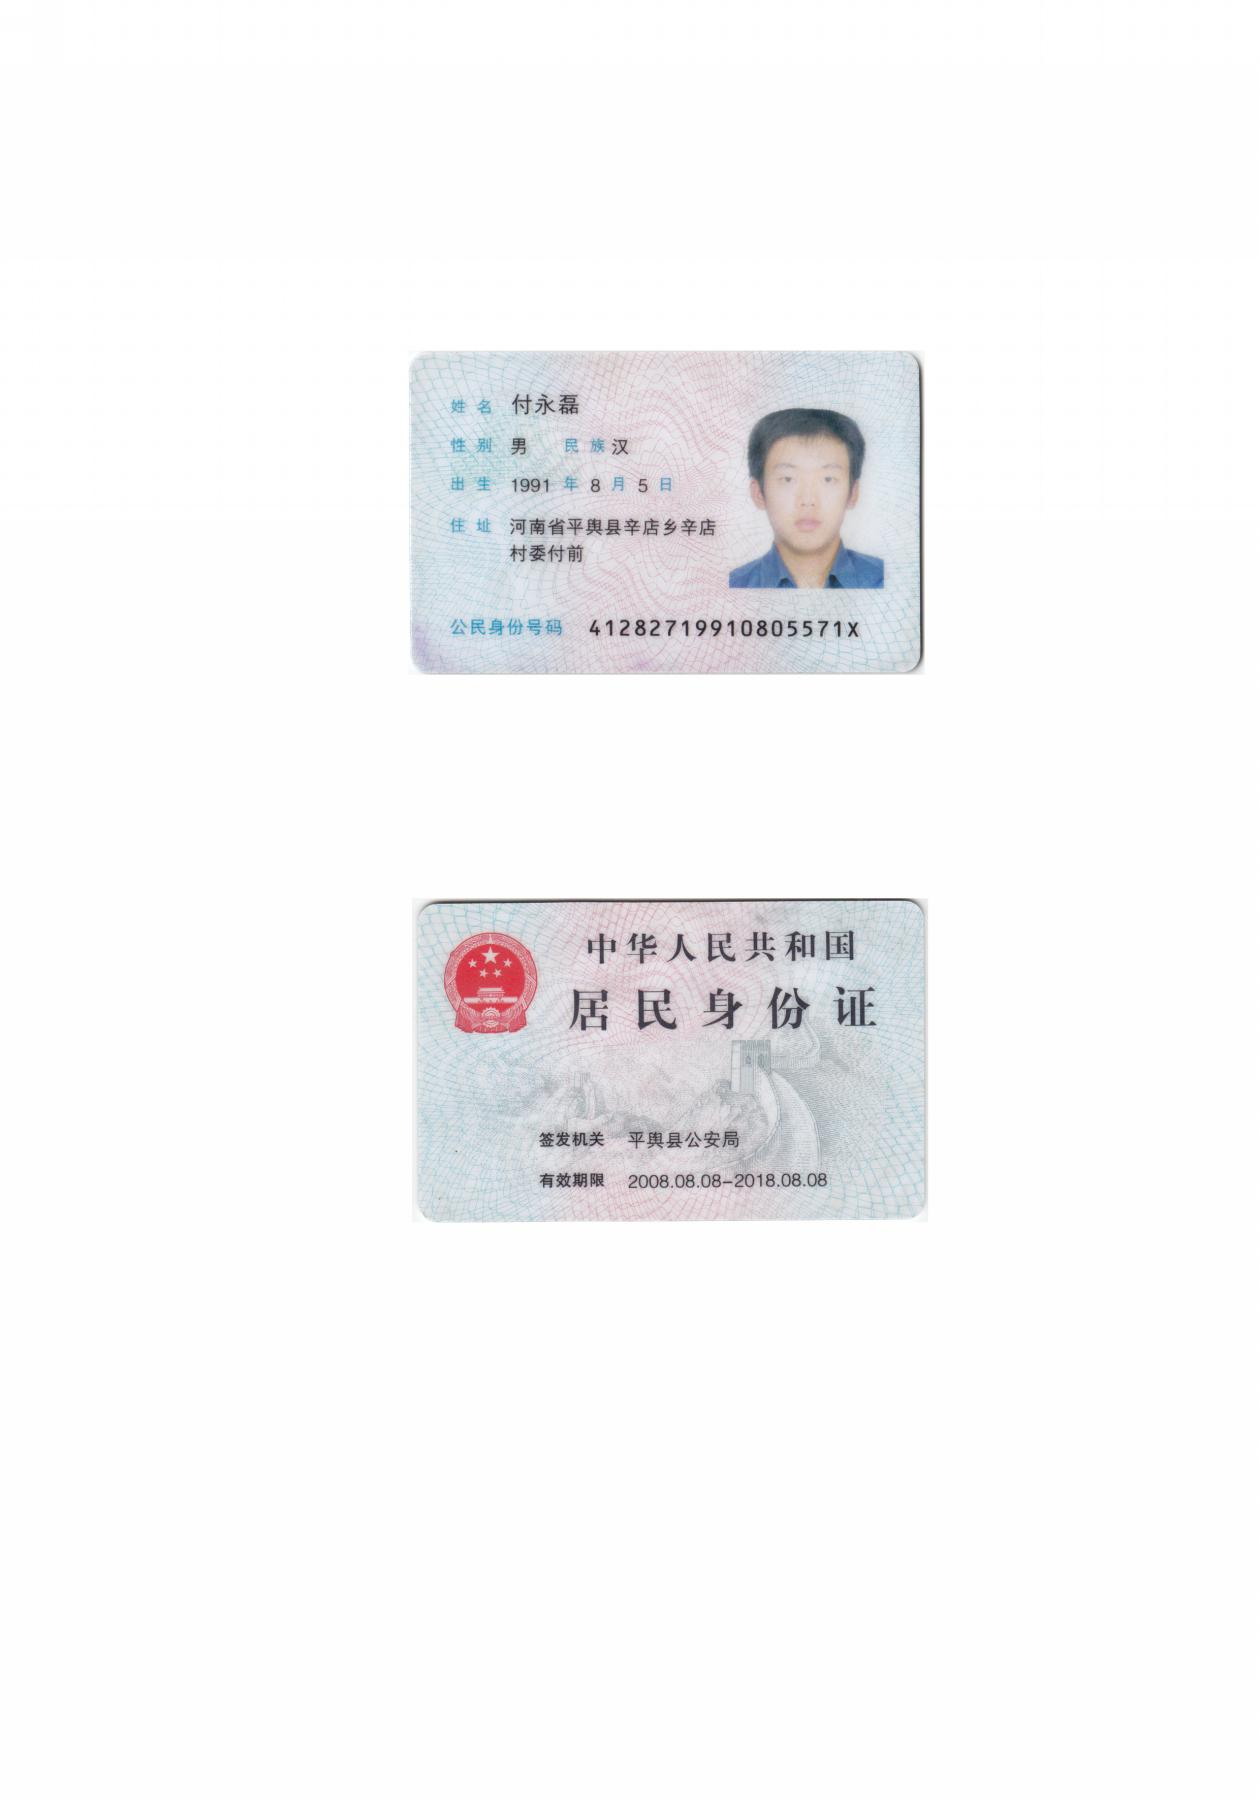 姓名 付永磊
性别 男 民族 汉
出生 1991 年 8 月 5 日
住址 河南省平舆县辛店乡辛店
村委付前
公民身份号码 41282719910805571X
中华人民共和国
居民身份证
签发机关 平舆县公安局
有效期限 2008.08.08-2018.08.08